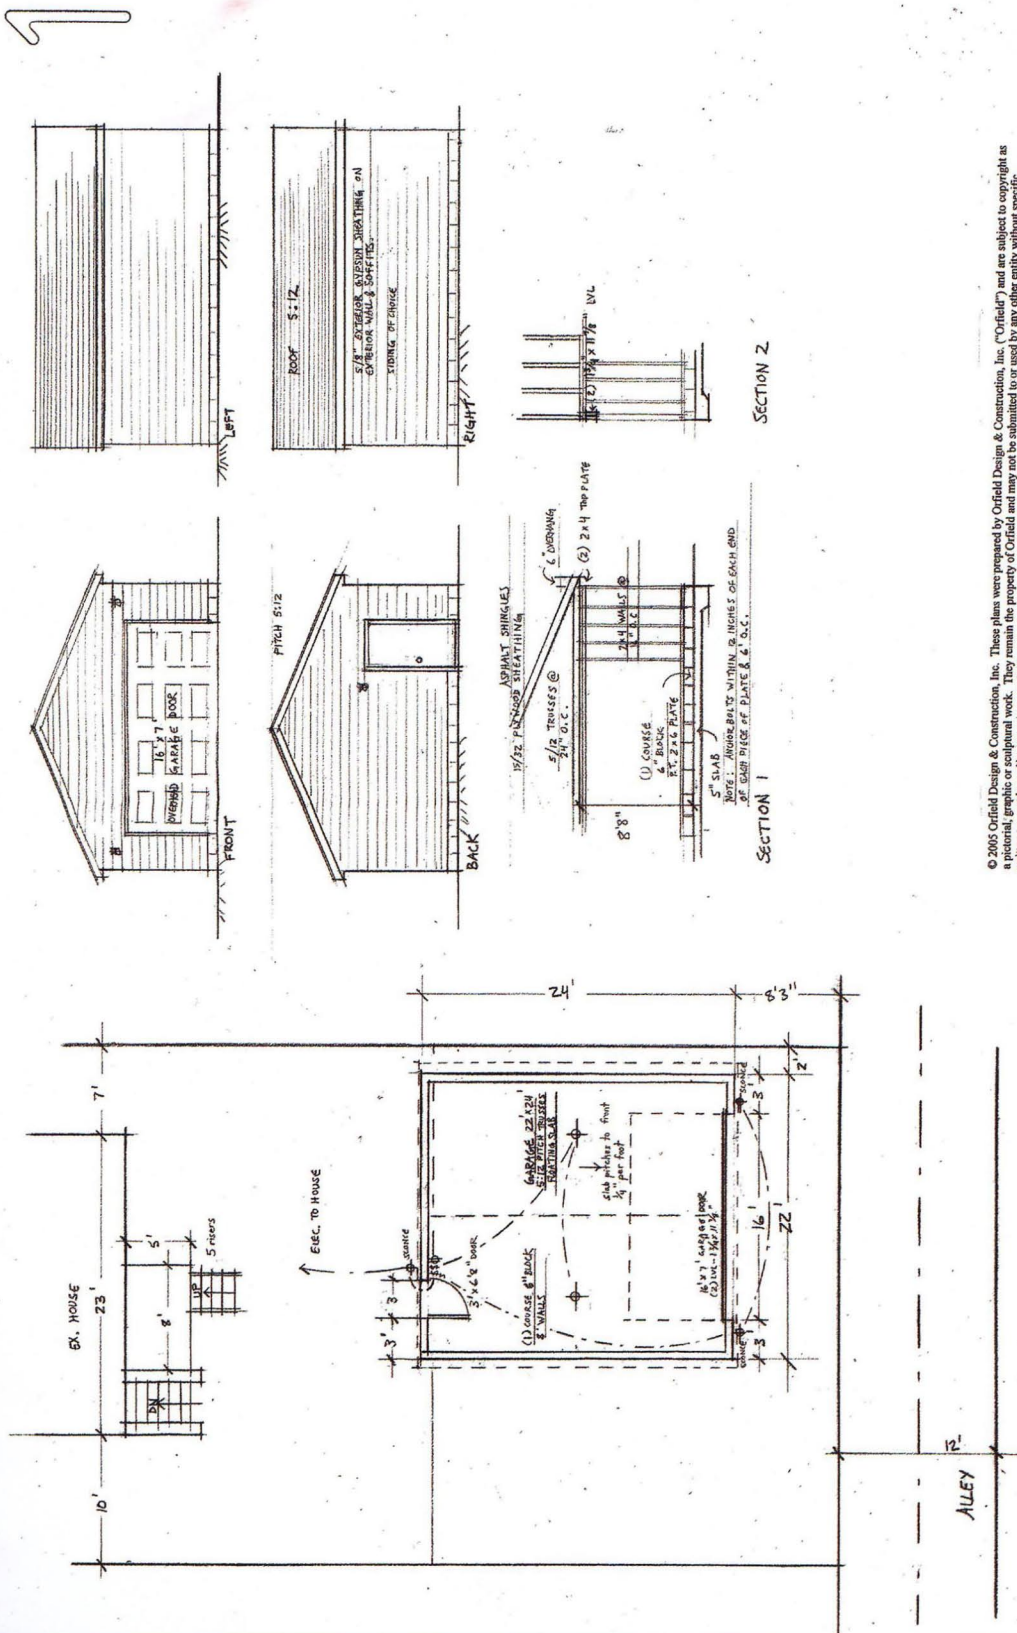 1
LEFT
ROOF 5:12
5/8" EXTERIOR GYPSUM SHEATHING ON
EXTERIOR WALL & SOFFITS.
SIDING OF CHOICE
RIGHT
(2) 1 3/4" x 11 7/8" LVL
SECTION 2
16' x 7'
OVERHEAD GARAGE DOOR
FRONT
PITCH 5:12
BACK
ASPHALT SHINGLES
15/32 PLYWOOD SHEATHING
5/12 TRUSSES @
24" O.C.
6" OVERHANG
(2) 2x4 TOP PLATE
2x4 WALLS @
(1) COURSE
6" BLOCK
P.T. 2x6 PLATE
8'8"
5" SLAB
NOTE: ANCHOR BOLTS WITHIN 12 INCHES OF EACH END
OF EACH PIECE OF PLATE & 6' O.C.
SECTION 1
© 2005 Orfield Design & Construction, Inc. These plans were prepared by Orfield Design & Construction, Inc. ("Orfield") and are subject to copyright as
a pictorial, graphic or sculptural work. They remain the property of Orfield and may not be submitted to or used by any other entity without specific
EX. HOUSE
10'
23'
7'
DN
8'
5'
UP
5 risers
ELEC. TO HOUSE
SCONCE
3'
3'
3'x6'8" DOOR
(1) COURSE 6" BLOCK
8' WALLS
GARAGE 22'x24'
5:12 PITCH TRUSSES
FLOATING SLAB
slab pitches to front
1/4" per foot
16'x7' GARAGE DOOR
24'
8'3"
SCONCE
SCONCE
3'
16'
3'
2'
22'
12'
ALLEY